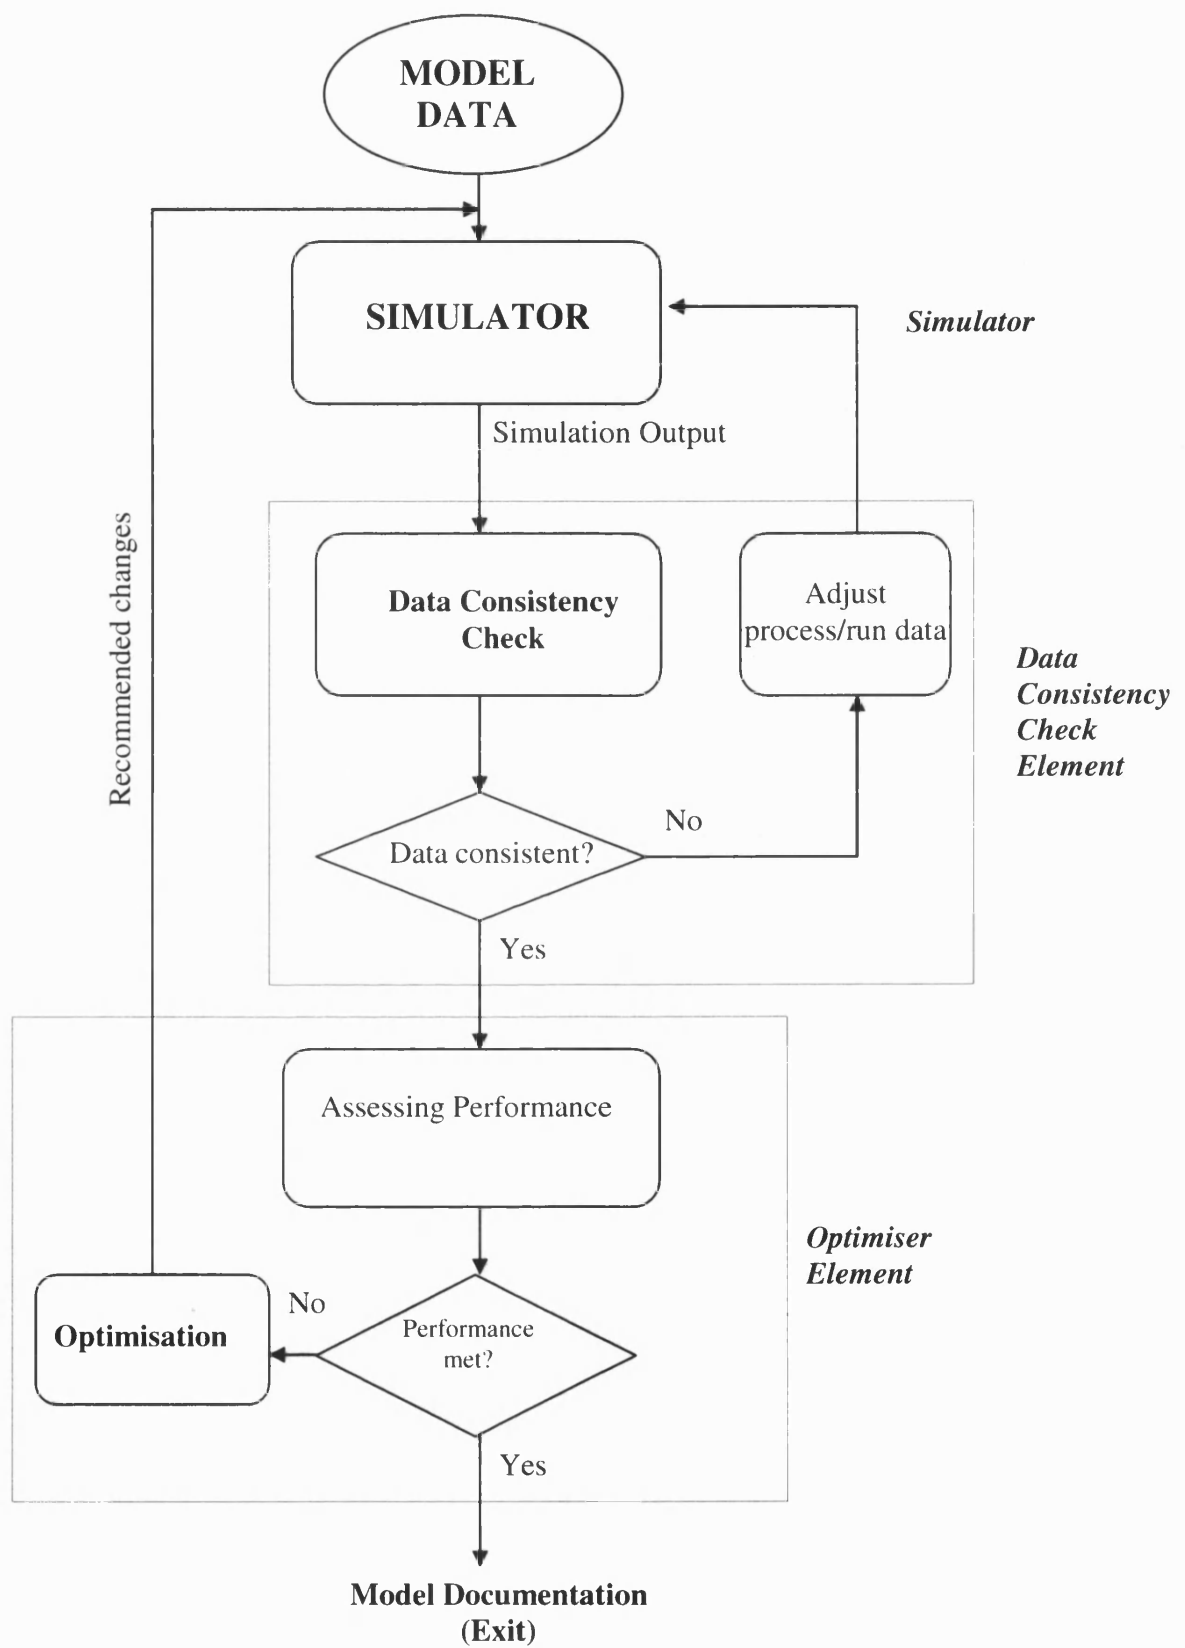 MODEL
DATA
SIMULATOR
Simulator
Simulation Output
Recommended changes
Data Consistency
Check
Adjust
process/run data
Data
Consistency
Check
Element
Data consistent?
No
Yes
Assessing Performance
Optimiser
Element
Optimisation
No
Performance
met?
Yes
Model Documentation
(Exit)